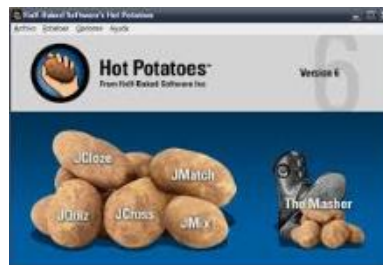 Half-Baked Software's Hot Potatoes
Archivo Patatas Opciones Ayuda
Hot Potatoes™
From Half-Baked Software Inc.
Version 6
6
JCloze
JMatch
JQuiz
JCross
JMix
The Masher